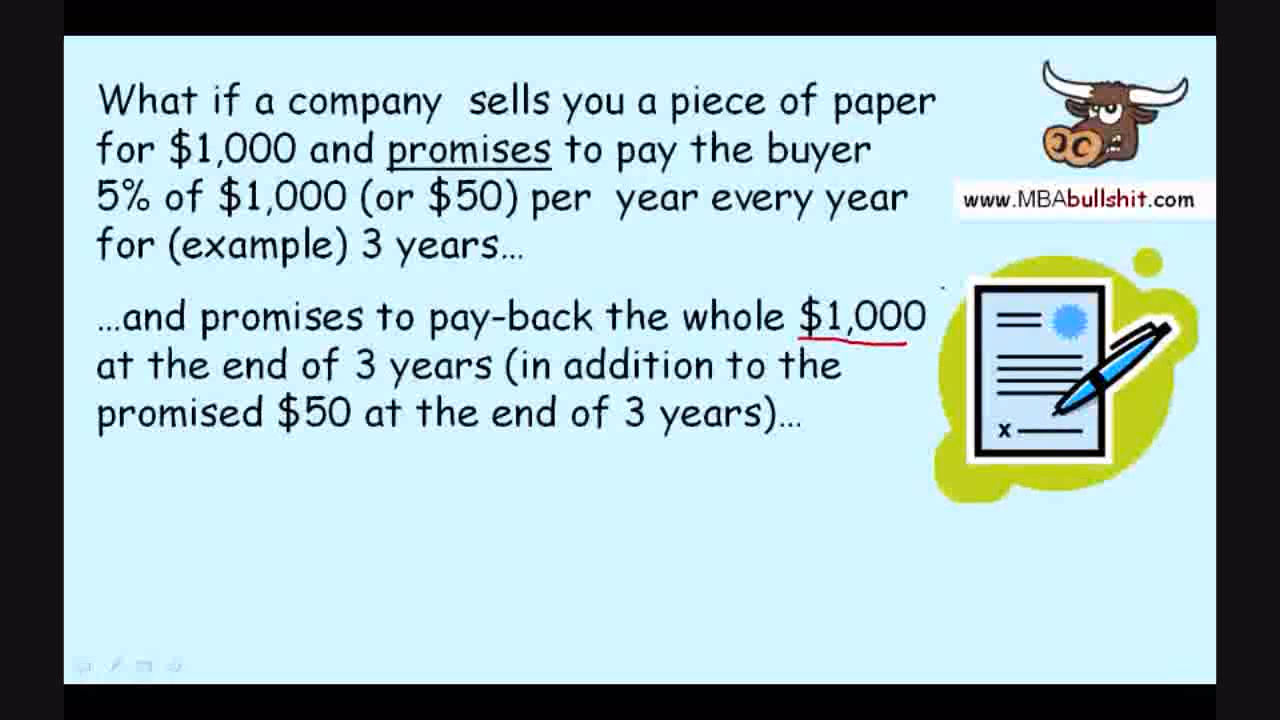 What if a company sells you a piece of paper
for $1,000 and promises to pay the buyer
5% of $1,000 (or $50) per year every year
for (example) 3 years...
...and promises to pay-back the whole $1,000
at the end of 3 years (in addition to the
promised $50 at the end of 3 years)...
www.MBAbullshit.com
x